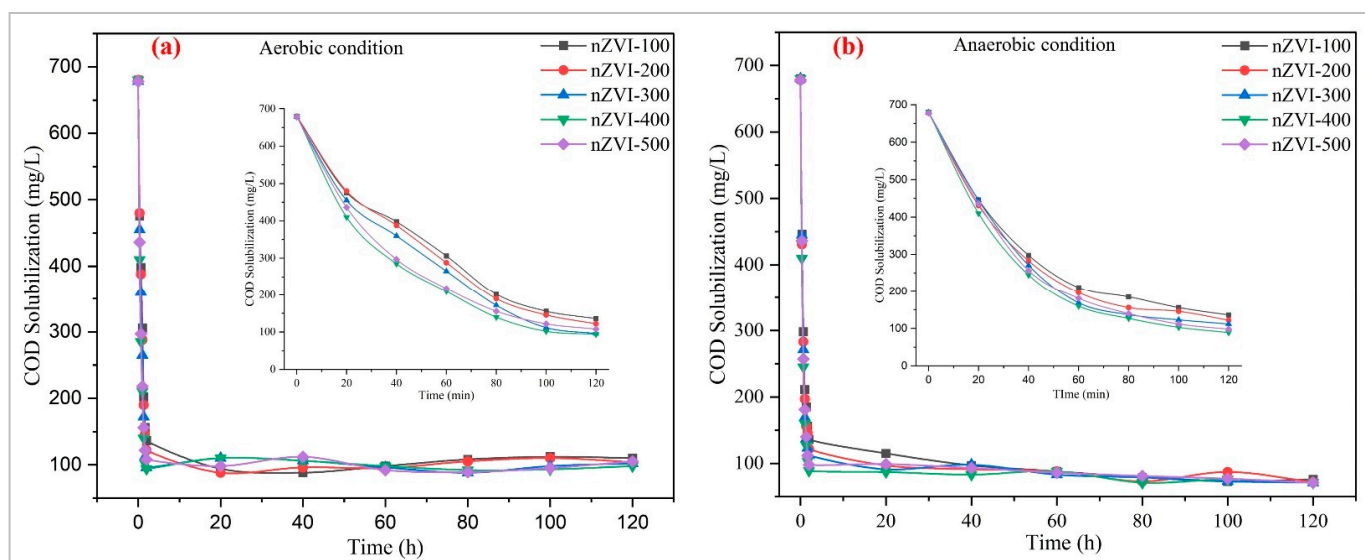 (a)
Aerobic condition
nZVI-100
nZVI-200
nZVI-300
nZVI-400
nZVI-500
COD Solubilization (mg/L)
700
600
500
400
300
200
100
0
0 20 40 60 80 100 120
Time (h)
COD Solubilization (mg/L)
700
600
500
400
300
200
100
0
0 20 40 60 80 100 120
Time (min)
(b)
Anaerobic condition
nZVI-100
nZVI-200
nZVI-300
nZVI-400
nZVI-500
COD Solubilization (mg/L)
700
600
500
400
300
200
100
0
0 20 40 60 80 100 120
Time (h)
COD Solubilization (mg/L)
700
600
500
400
300
200
100
0
0 20 40 60 80 100 120
TIme (min)